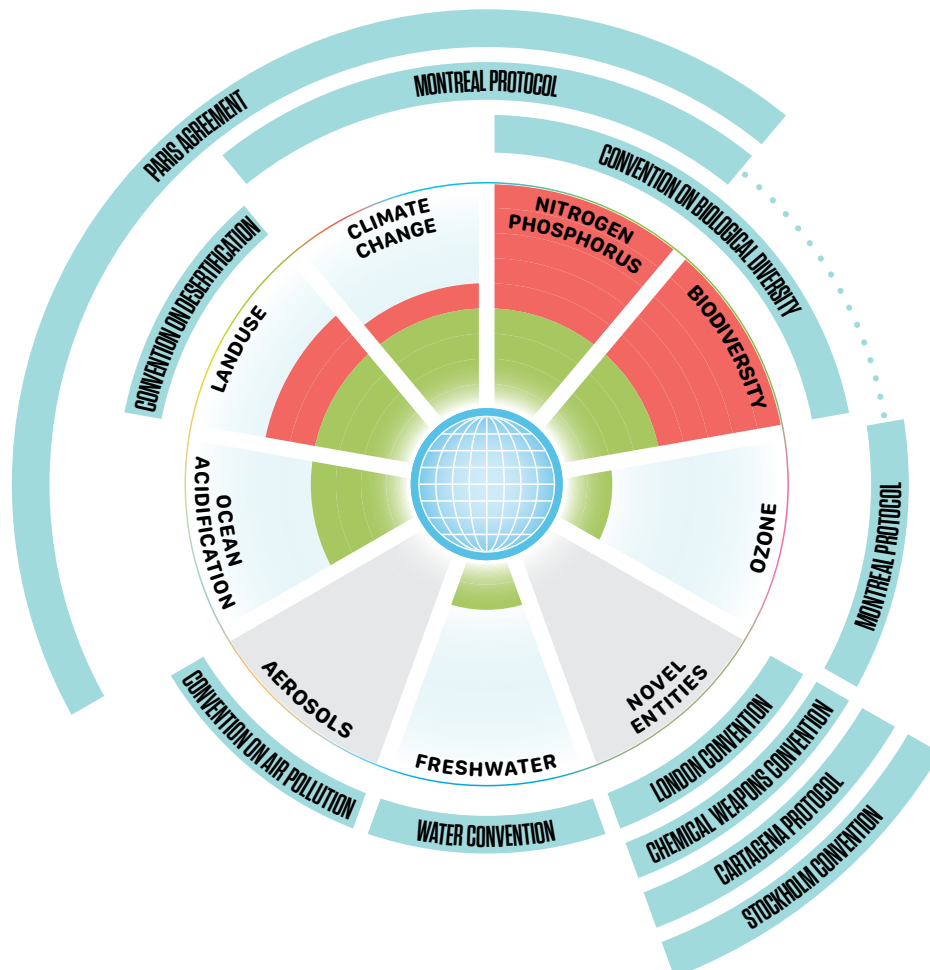 PARIS AGREEMENT
MONTREAL PROTOCOL
CONVENTION ON BIOLOGICAL DIVERSITY
CONVENTION ON DESERTIFICATION
CLIMATE
CHANGE
NITROGEN
PHOSPHORUS
BIODIVERSITY
LANDUSE
OCEAN
ACIDIFICATION
OZONE
MONTREAL PROTOCOL
AEROSOLS
FRESHWATER
NOVEL
ENTITIES
CONVENTION ON AIR POLLUTION
WATER CONVENTION
LONDON CONVENTION
CHEMICAL WEAPONS CONVENTION
CARTAGENA PROTOCOL
STOCKHOLM CONVENTION